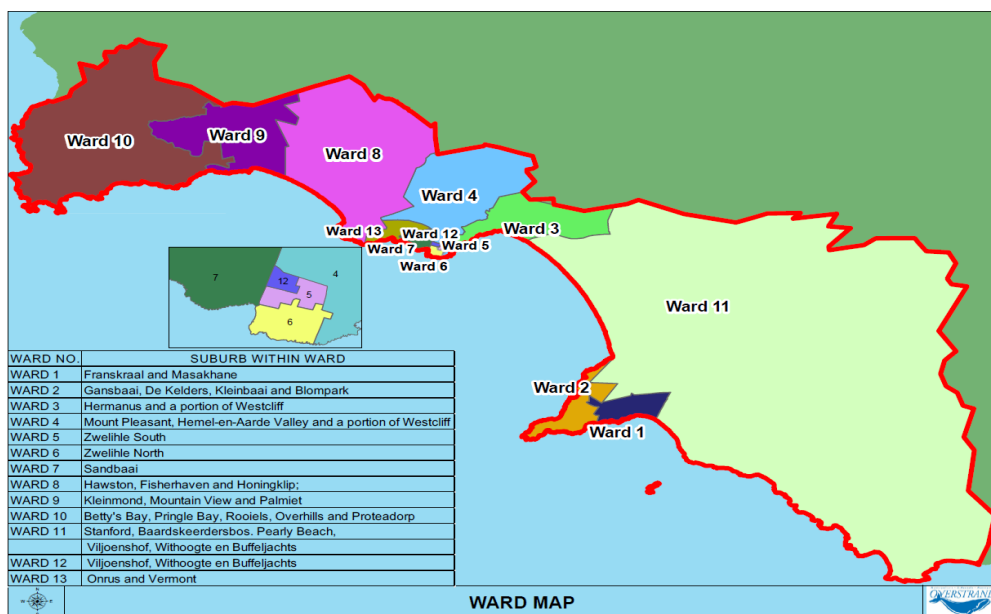 Ward 10
Ward 9
Ward 8
Ward 4
Ward 13
Ward 12
Ward 3
Ward 7
Ward 5
Ward 6
Ward 11
Ward 2
Ward 1
7
4
12
5
6
WARD NO. SUBURB WITHIN WARD
WARD 1 Franskraal and Masakhane
WARD 2 Gansbaai, De Kelders, Kleinbaai and Blompark
WARD 3 Hermanus and a portion of Westcliff
WARD 4 Mount Pleasant, Hemel-en-Aarde Valley and a portion of Westcliff
WARD 5 Zwelihle South
WARD 6 Zwelihle North
WARD 7 Sandbaai
WARD 8 Hawston, Fisherhaven and Honingklip;
WARD 9 Kleinmond, Mountain View and Palmiet
WARD 10 Betty's Bay, Pringle Bay, Rooiels, Overhills and Proteadorp
WARD 11 Stanford, Baardskeerdersbos. Pearly Beach,
Viljoenshof, Withoogte en Buffeljachts
WARD 12 Viljoenshof, Withoogte en Buffeljachts
WARD 13 Onrus and Vermont
WARD MAP
OVERSTRAND